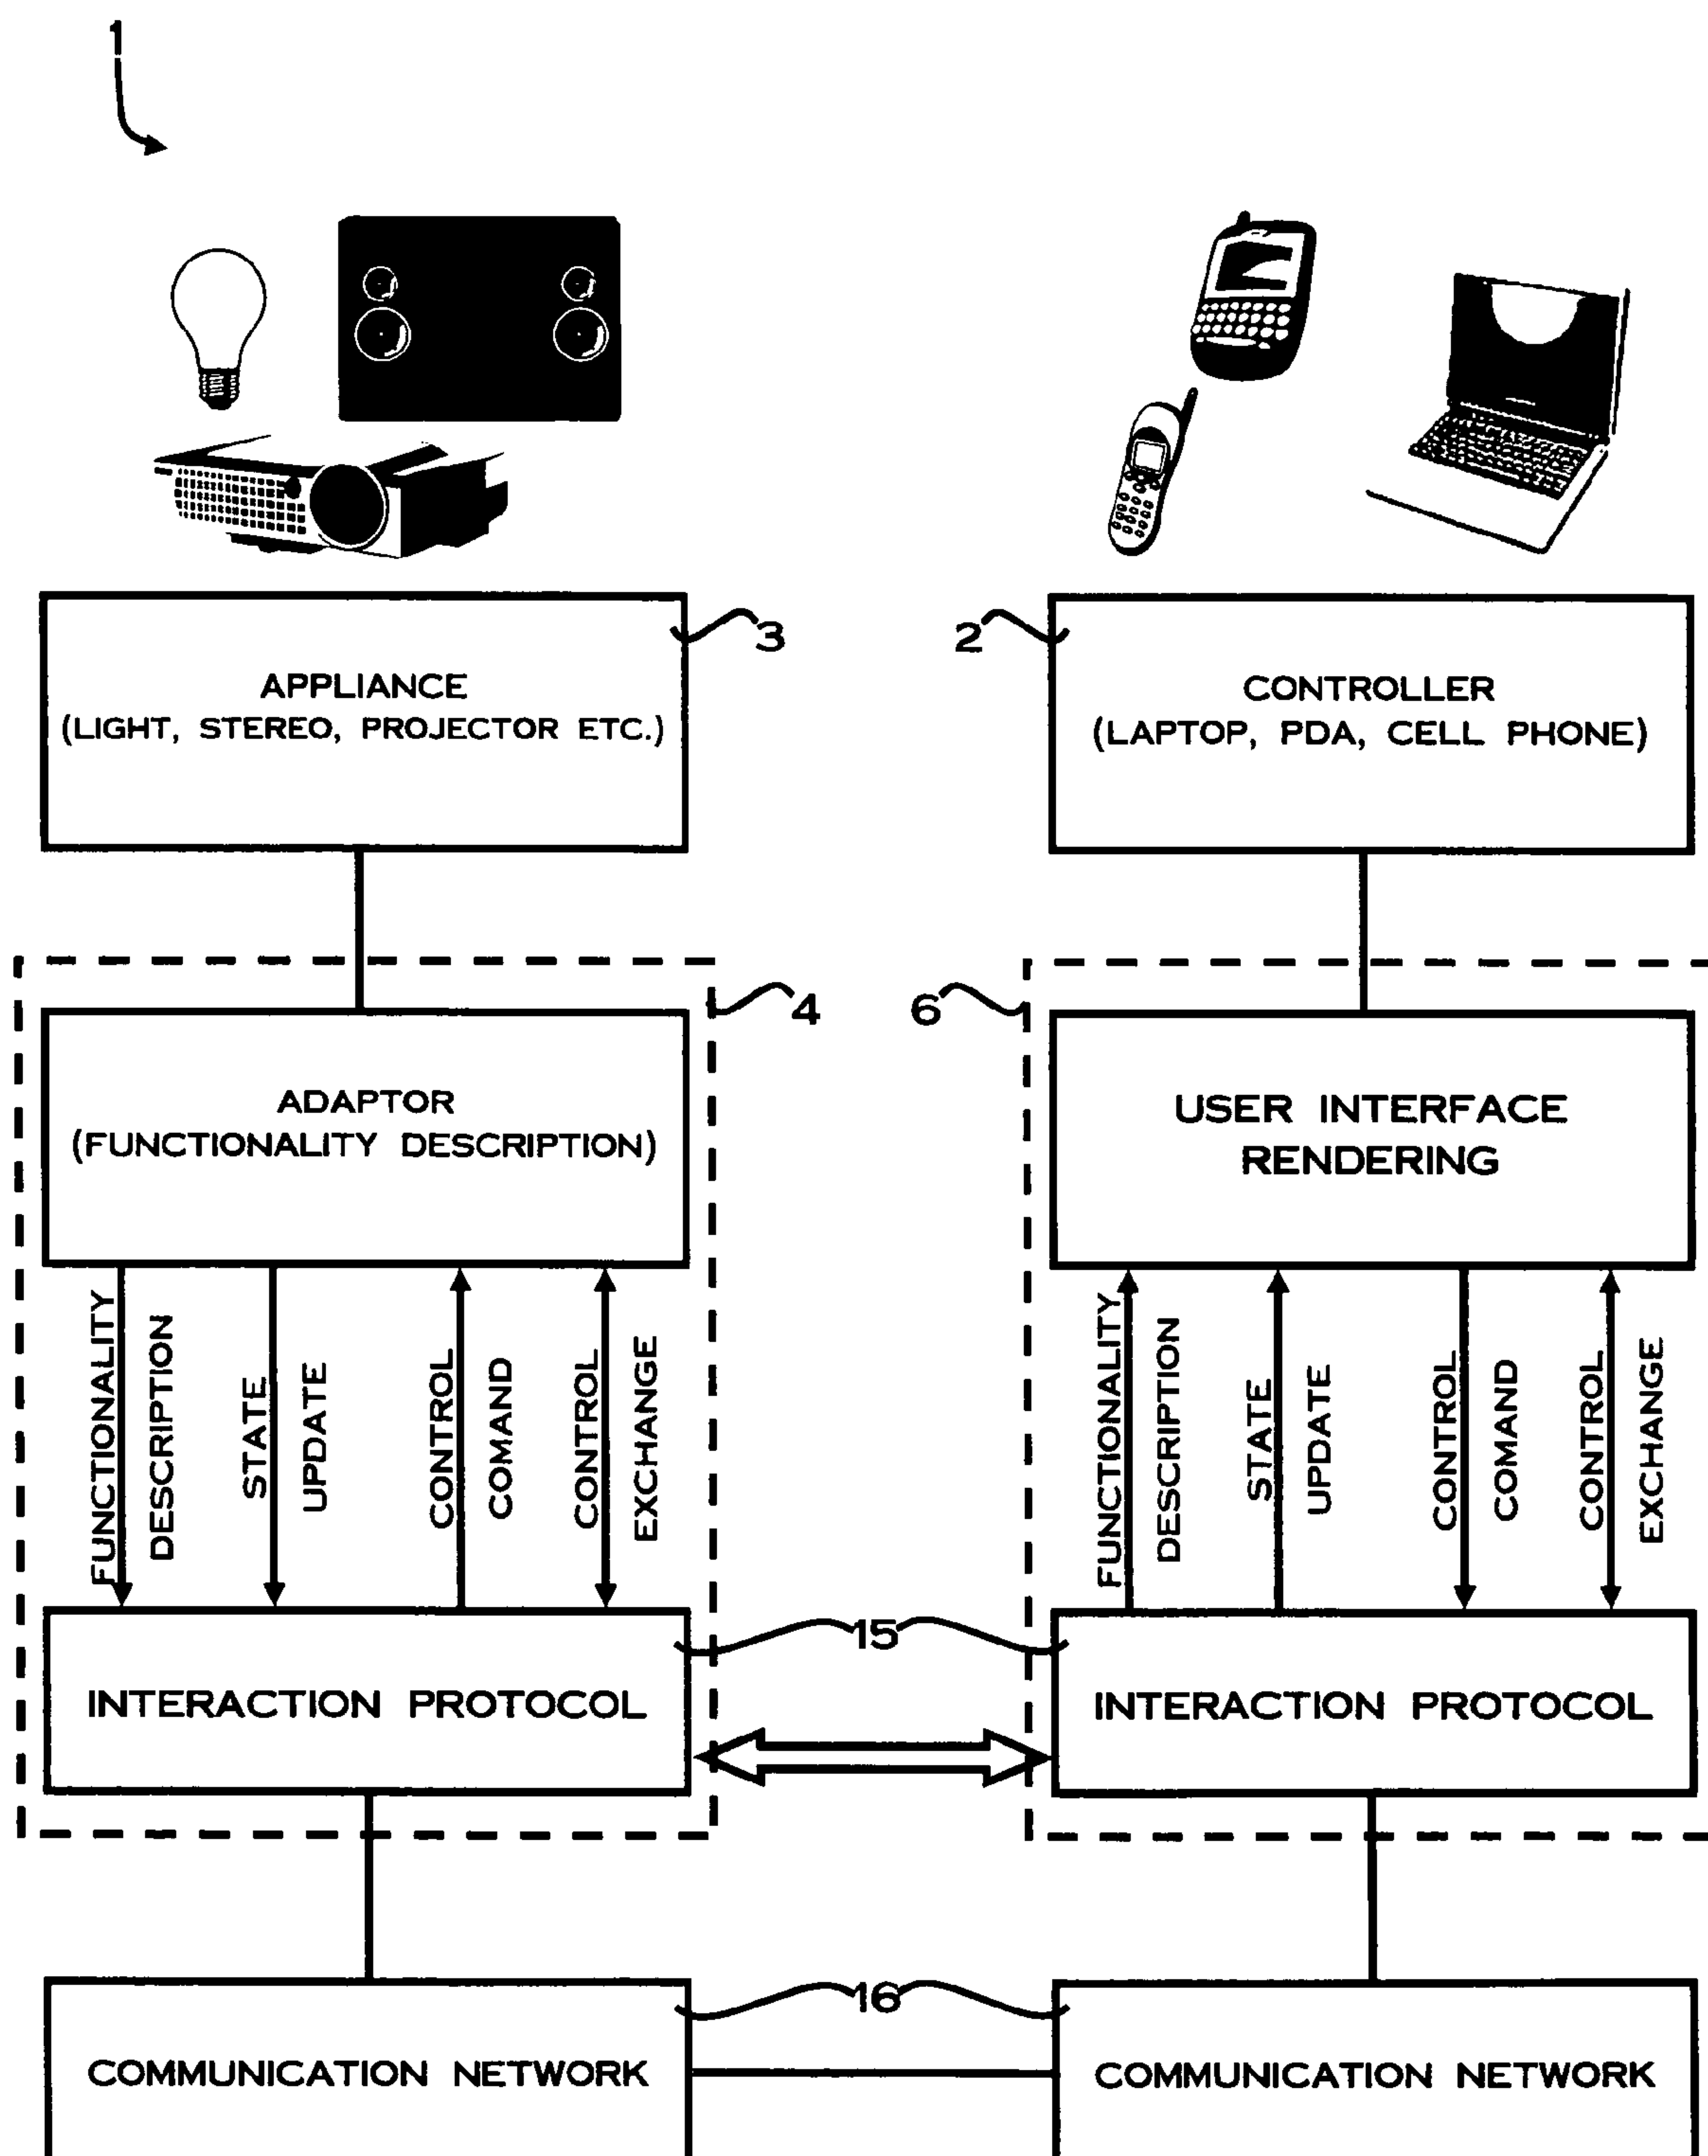 1
3
2
APPLIANCE
(LIGHT, STEREO, PROJECTOR ETC.)
CONTROLLER
(LAPTOP, PDA, CELL PHONE)
4
6
ADAPTOR
(FUNCTIONALITY DESCRIPTION)
USER INTERFACE
RENDERING
FUNCTIONALITY
DESCRIPTION
STATE
UPDATE
CONTROL
COMAND
CONTROL
EXCHANGE
FUNCTIONALITY
DESCRIPTION
STATE
UPDATE
CONTROL
COMAND
CONTROL
EXCHANGE
15
INTERACTION PROTOCOL
INTERACTION PROTOCOL
16
COMMUNICATION NETWORK
COMMUNICATION NETWORK